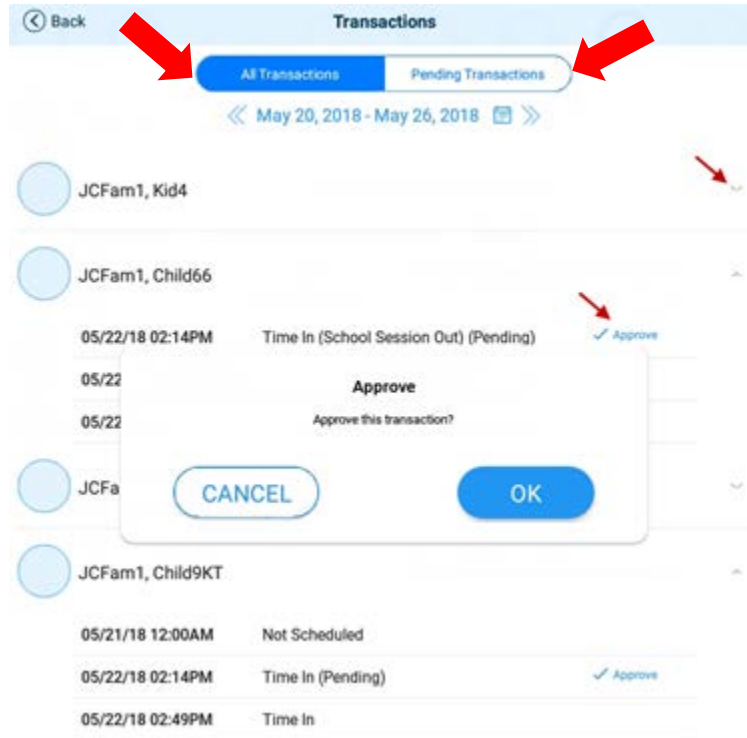 Back Transactions
All Transactions Pending Transactions
May 20, 2018 - May 26, 2018
JCFam1, Kid4
JCFam1, Child66
05/22/18 02:14PM Time In (School Session Out) (Pending) Approve
05/22
05/22
Approve
Approve this transaction?
JCFa
CANCEL OK
JCFam1, Child9KT
05/21/18 12:00AM Not Scheduled
05/22/18 02:14PM Time In (Pending) Approve
05/22/18 02:49PM Time In